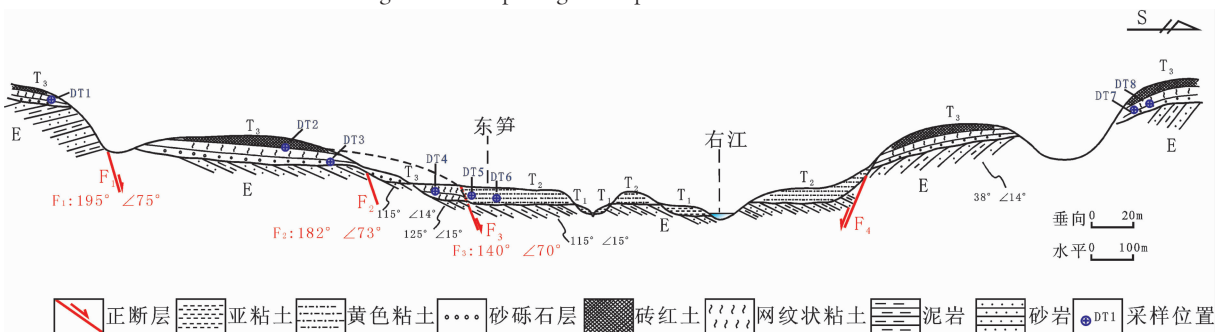 S
T₃ DT1 E F₁ F₁:195° ∠75°
T₃ DT2 DT3 E F₂ F₂:182° ∠73°
T₃ DT4 115° ∠14° 125° ∠15°
东笋
DT5 DT6 T₂ F₃ F₃:140° ∠70°
T₁ T₁ T₂ T₁ 115° ∠15° E
右江
T₂ F₄
T₃ E 38° ∠14°
T₃ DT7 DT8 E
垂向 0 20m
水平 0 100m
正断层 亚粘土 黄色粘土 砂砾石层 砖红土 网纹状粘土 泥岩 砂岩 DT1 采样位置